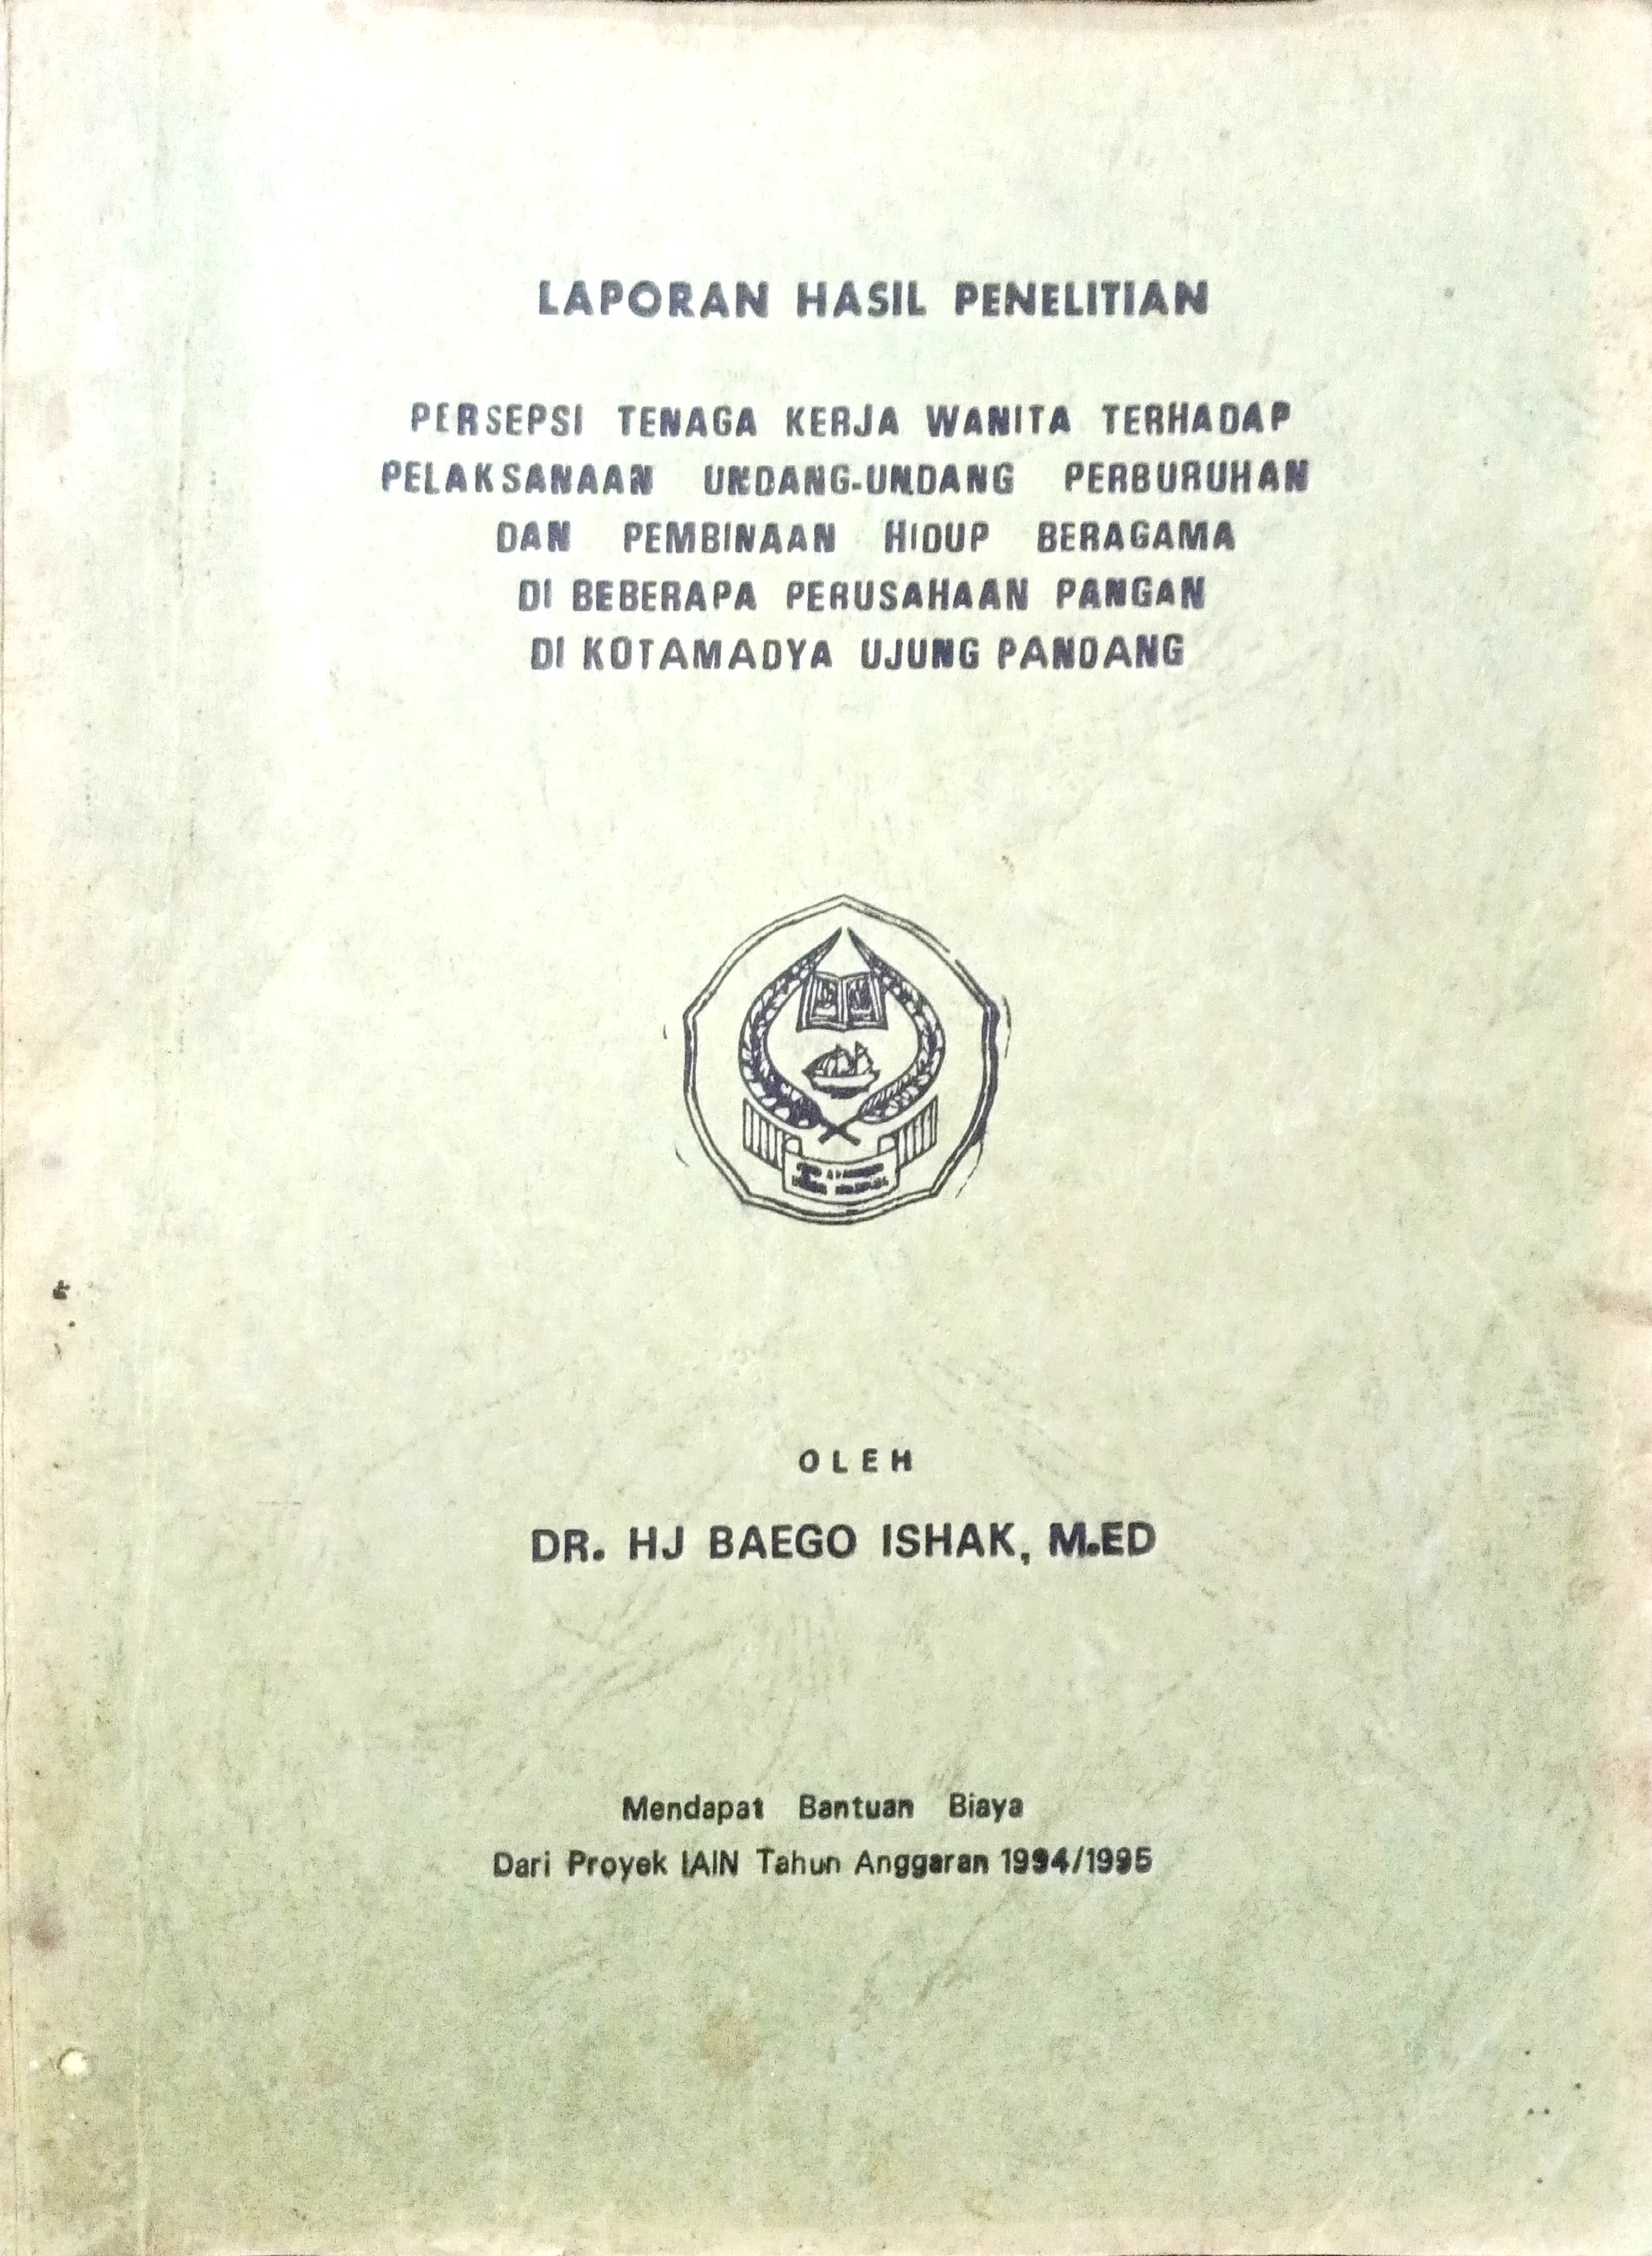 LAPORAN HASIL PENELITIAN
PERSEPSI TENAGA KERJA WANITA TERHADAP
PELAKSANAAN UNDANG-UNDANG PERBURUHAN
DAN PEMBINAAN HIDUP BERAGAMA
DI BEBERAPA PERUSAHAAN PANGAN
DI KOTAMADYA UJUNG PANDANG
OLEH
DR. HJ BAEGO ISHAK, M.ED
Mendapat Bantuan Biaya
Dari Proyek IAIN Tahun Anggaran 1994/1995